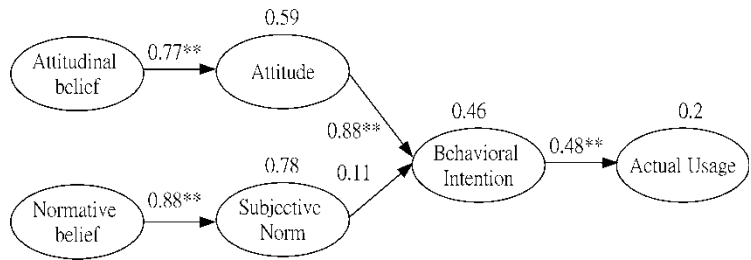 0.59
0.77**
Attitudinal
belief
Attitude
0.88**
0.46
0.2
Behavioral
Intention
0.48**
Actual Usage
0.78
0.11
Normative
belief
0.88**
Subjective
Norm